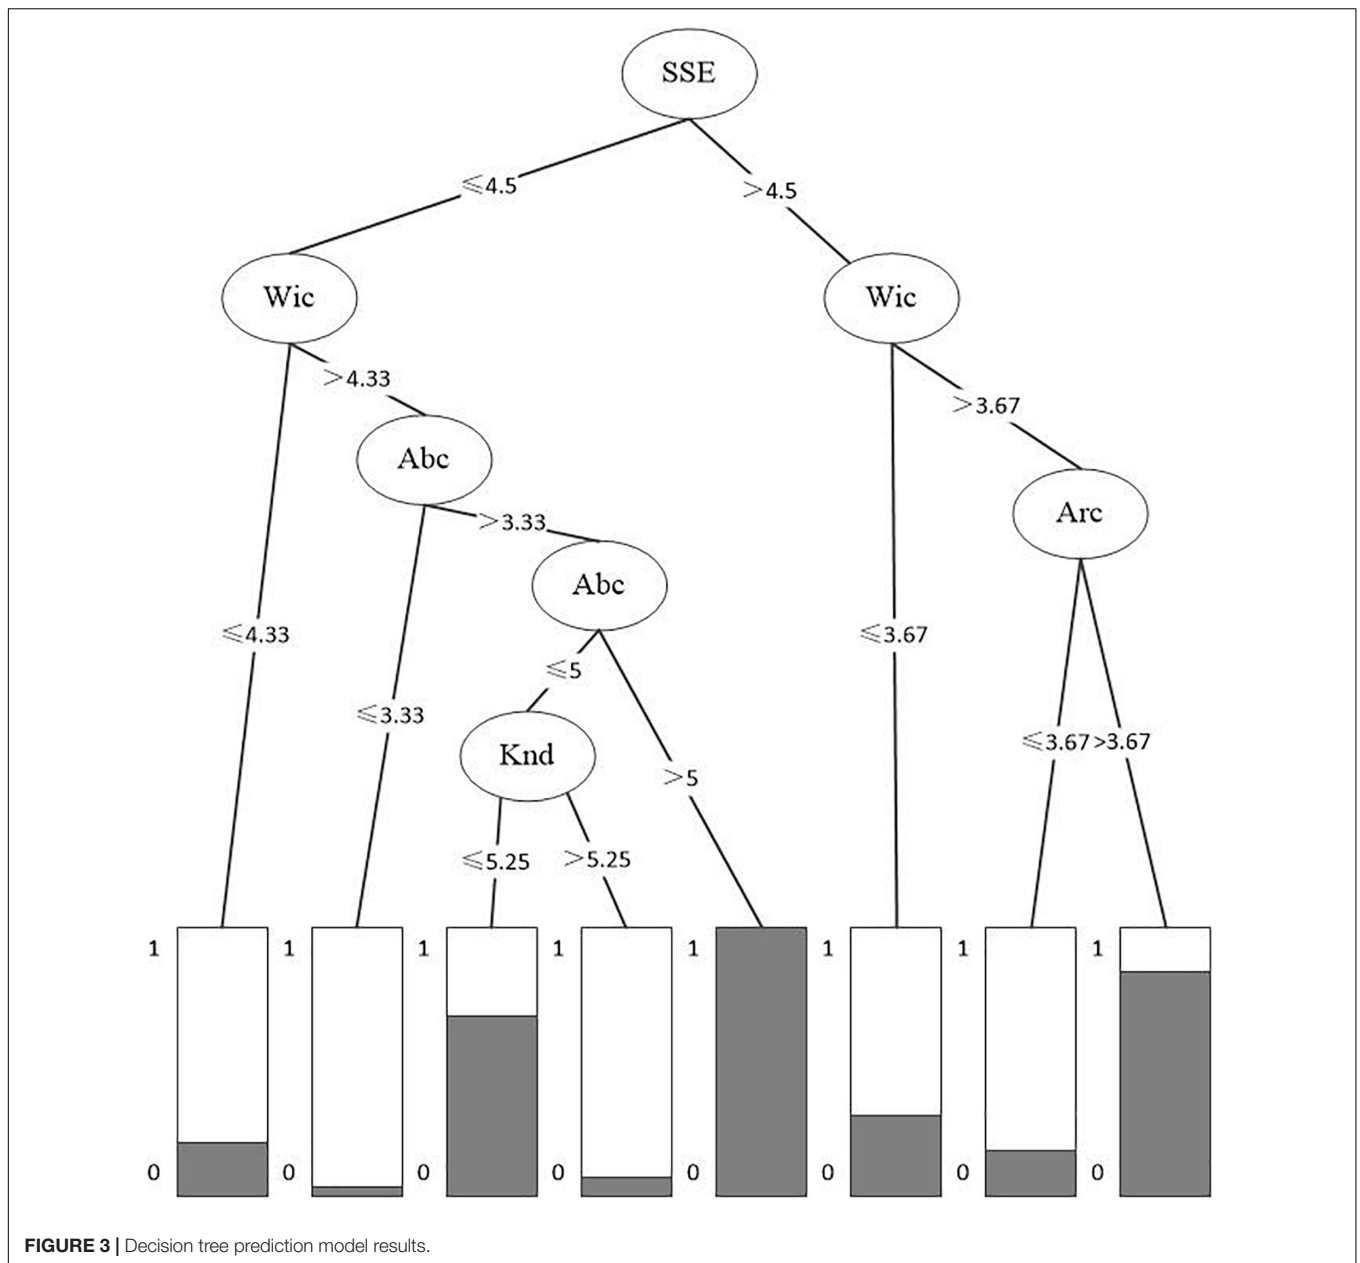 SSE
⩽4.5
>4.5
Wic
Wic
>4.33
>3.67
Abc
Arc
>3.33
Abc
⩽4.33
⩽3.67
⩽5
⩽3.33
⩽3.67>3.67
Knd
>5
⩽5.25
>5.25
1 1 1 1 1 1 1 1
0 0 0 0 0 0 0 0
FIGURE 3 | Decision tree prediction model results.